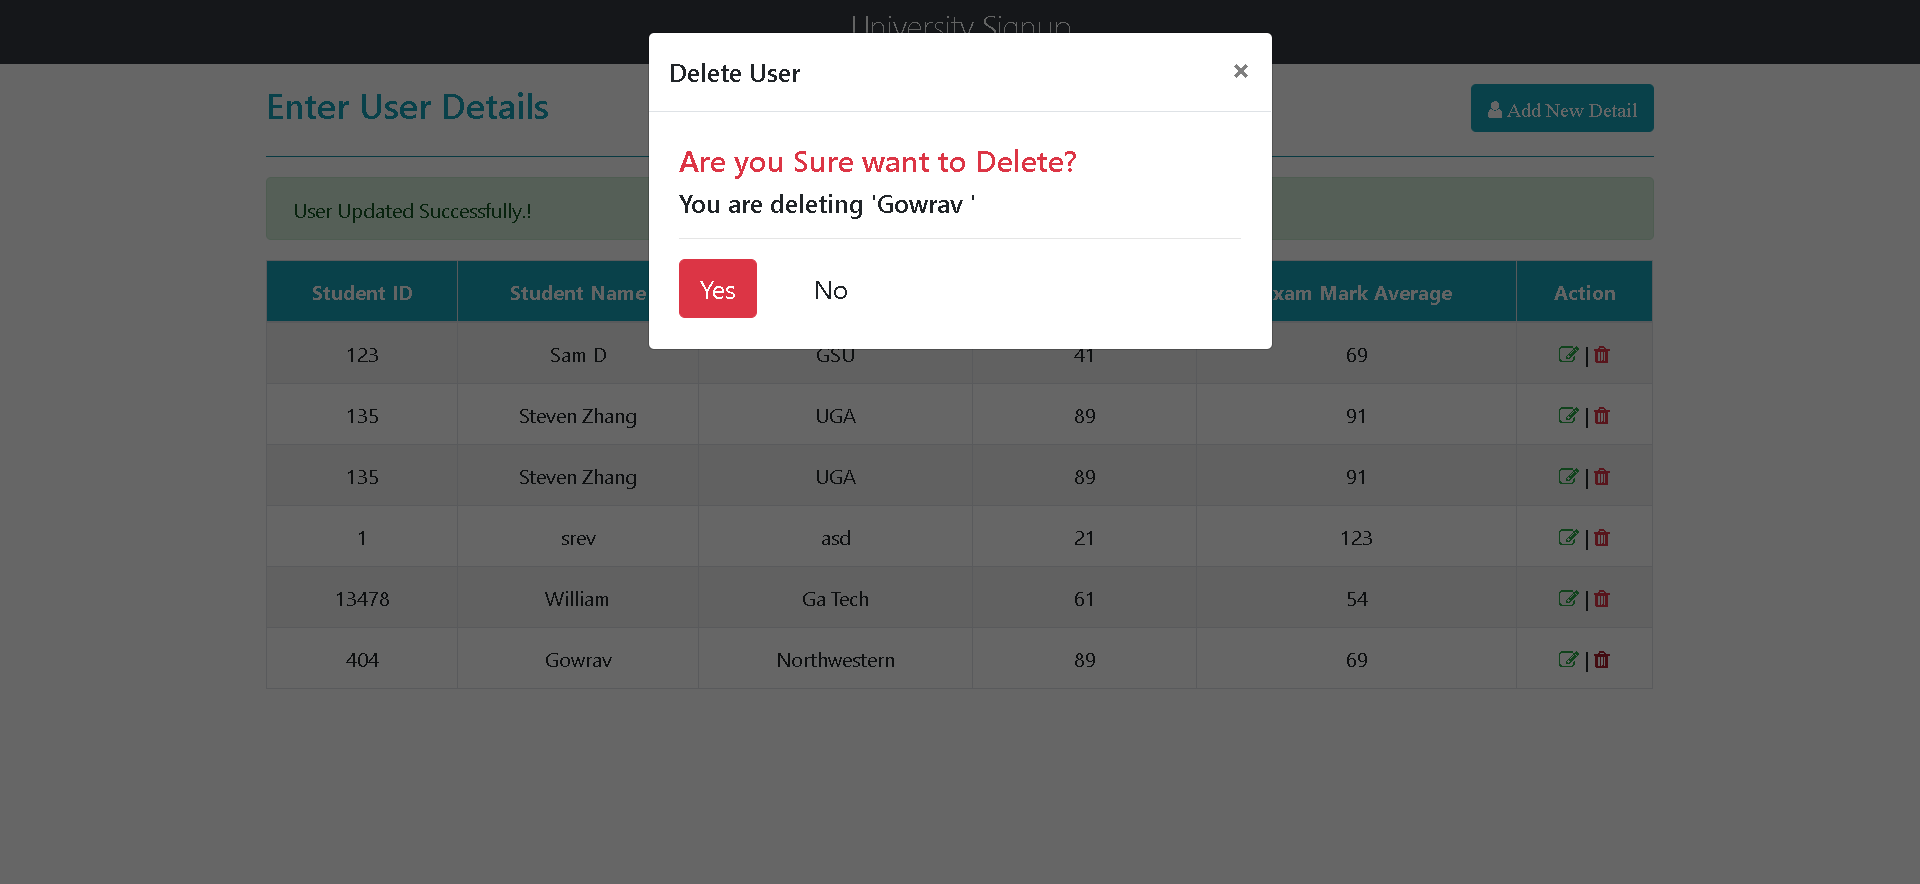 University Signup
Delete User ×
Enter User Details
Add New Detail
Are you Sure want to Delete?
You are deleting 'Gowrav '
User Updated Successfully.!
Yes No
Student ID Student Name Mark Average Action
123 Sam D GSU 41 69 |
135 Steven Zhang UGA 89 91 |
135 Steven Zhang UGA 89 91 |
1 srev asd 21 123 |
13478 William Ga Tech 61 54 |
404 Gowrav Northwestern 89 69 |